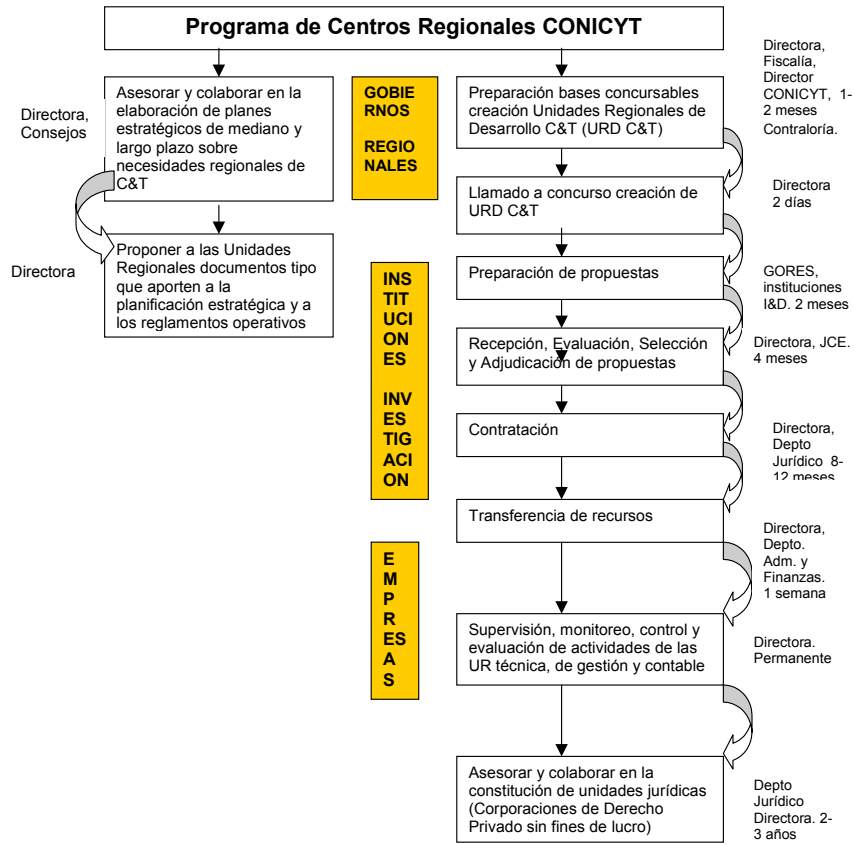 Programa de Centros Regionales CONICYT
Directora,
Consejos
Asesorar y colaborar en la
elaboración de planes
estratégicos de mediano y
largo plazo sobre
necesidades regionales de
C&T
Directora
Proponer a las Unidades
Regionales documentos tipo
que aporten a la
planificación estratégica y a
los reglamentos operativos
GOBIE
RNOS
REGIO
NALES
INS
TIT
UCI
ON
ES
INV
ES
TIG
ACI
ON
E
M
P
R
ES
A
S
Preparación bases concursables
creación Unidades Regionales de
Desarrollo C&T (URD C&T)
Directora,
Fiscalía,
Director
CONICYT, 1-
2 meses
Contraloría.
Llamado a concurso creación de
URD C&T
Directora
2 días
Preparación de propuestas
GORES,
instituciones
I&D. 2 meses
Recepción, Evaluación, Selección
y Adjudicación de propuestas
Directora, JCE.
4 meses
Contratación
Directora,
Depto
Jurídico 8-
12 meses
Transferencia de recursos
Directora,
Depto.
Adm. y
Finanzas.
1 semana
Supervisión, monitoreo, control y
evaluación de actividades de las
UR técnica, de gestión y contable
Directora.
Permanente
Asesorar y colaborar en la
constitución de unidades jurídicas
(Corporaciones de Derecho
Privado sin fines de lucro)
Depto
Jurídico
Directora. 2-
3 años